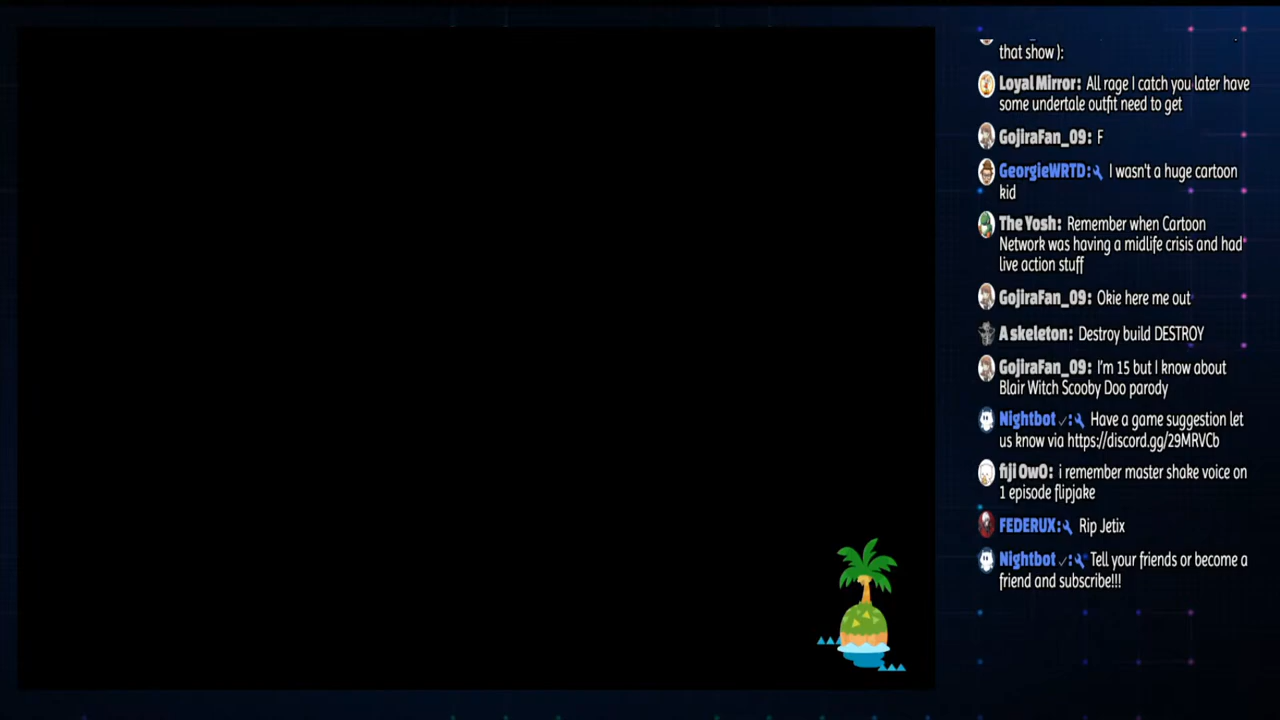 that show ):
Loyal Mirror: All rage I catch you later have
some undertale outfit need to get
GojiraFan_09: F
GeorgieWRTD: I wasn't a huge cartoon
kid
The Yosh: Remember when Cartoon
Network was having a midlife crisis and had
live action stuff
GojiraFan_09: Okie here me out
A skeleton: Destroy build DESTROY
GojiraFan_09: I'm 15 but I know about
Blair Witch Scooby Doo parody
Nightbot ✓: Have a game suggestion let
us know via https://discord.gg/29MRVCb
fiji OwO: i remember master shake voice on
1 episode flipjake
FEDERUX: Rip Jetix
Nightbot ✓: Tell your friends or become a
friend and subscribe!!!